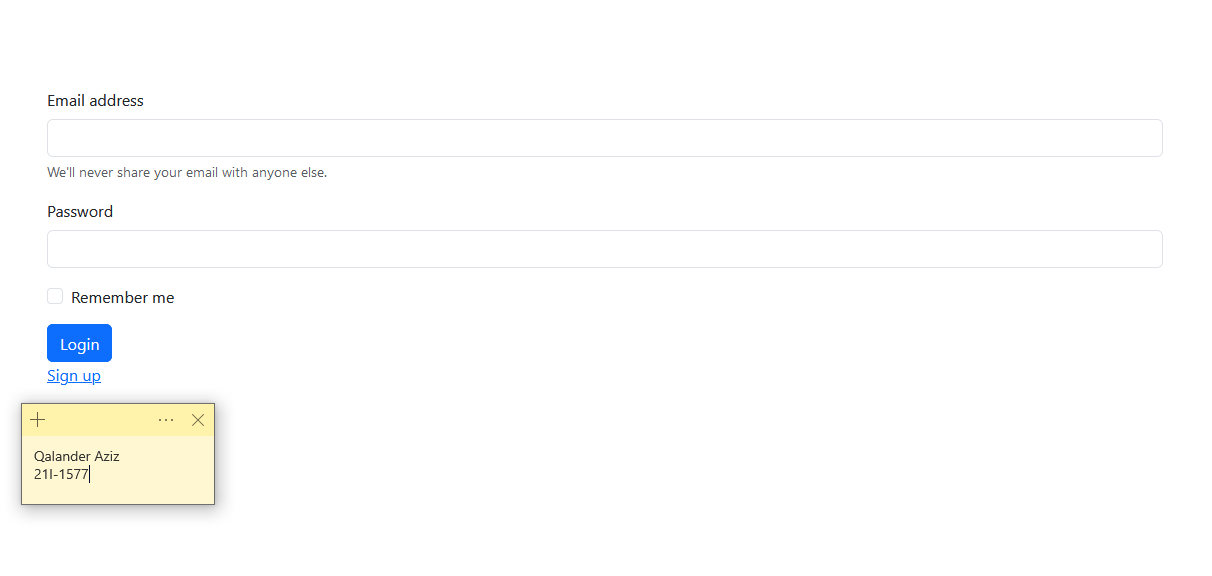 Email address
We'll never share your email with anyone else.
Password
Remember me
Login
Sign up
Qalander Aziz
21I-1577